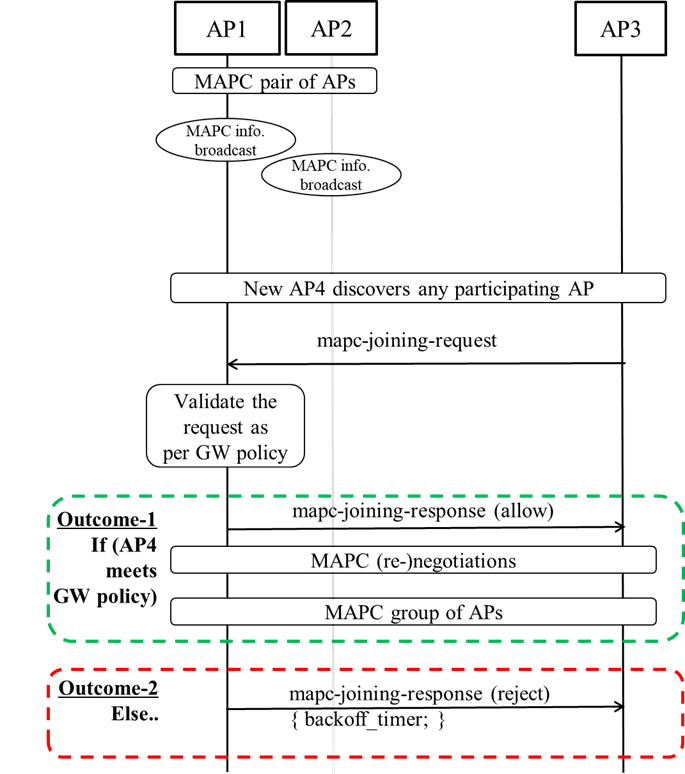 AP1
AP2
AP3
MAPC pair of APs
MAPC info.
broadcast
MAPC info.
broadcast
New AP4 discovers any participating AP
mapc-joining-request
Validate the
request as
per GW policy
Outcome-1
If (AP4
meets
GW policy)
mapc-joining-response (allow)
MAPC (re-)negotiations
MAPC group of APs
Outcome-2
Else..
mapc-joining-response (reject)
{ backoff_timer; }